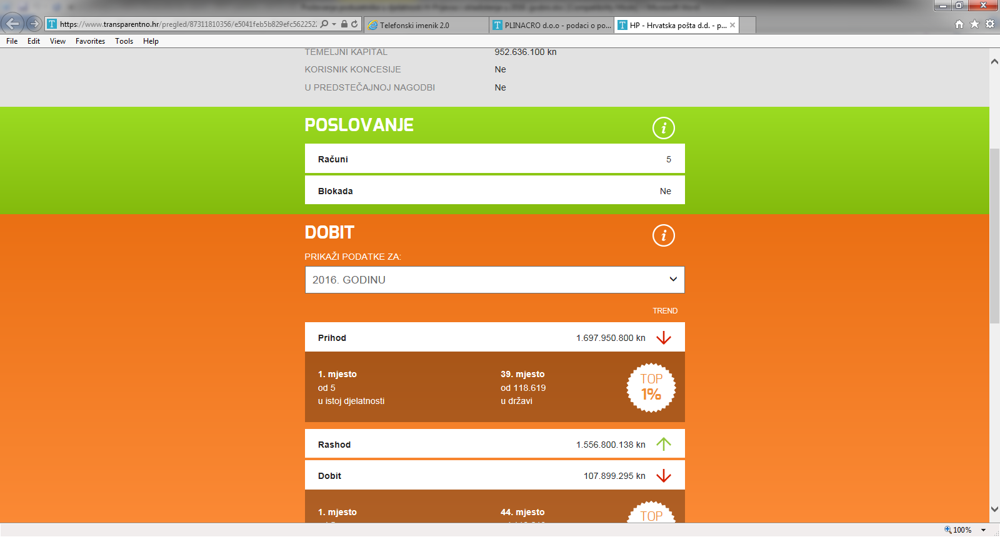 https://www.transparentno.hr/pregled/87311810356/e5041feb5b829efc562252
Telefonski imenik 2.0
PLINACRO d.o.o - podaci o po...
HP - Hrvatska pošta d.d. - p...
File Edit View Favorites Tools Help
TEMELJNI KAPITAL 952.636.100 kn
KORISNIK KONCESIJE Ne
U PREDSTEČAJNOJ NAGODBI Ne
POSLOVANJE
Računi 5
Blokada Ne
DOBIT
PRIKAŽI PODATKE ZA:
2016. GODINU
TREND
Prihod 1.697.950.800 kn
1. mjesto
od 5
u istoj djelatnosti
39. mjesto
od 118.619
u državi
TOP
1%
Rashod 1.556.800.138 kn
Dobit 107.899.295 kn
1. mjesto
44. mjesto
TOP
100%